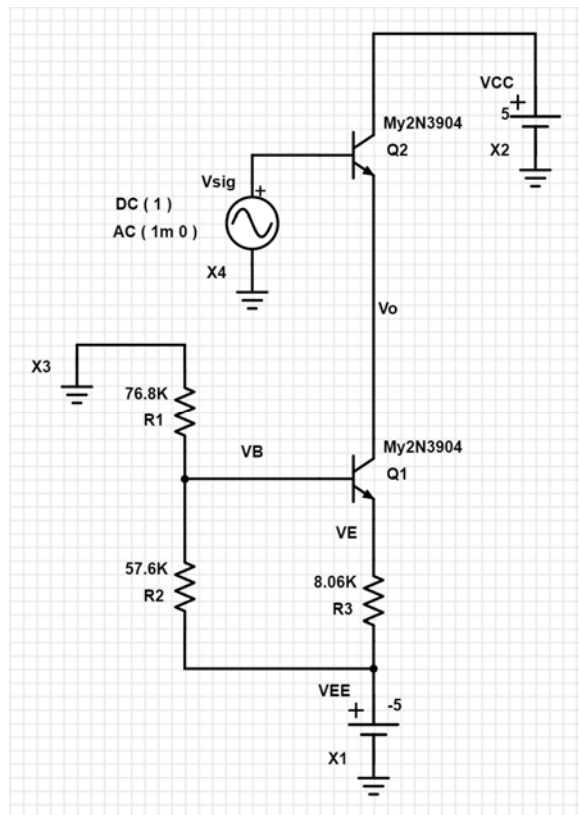 VCC
+
5
My2N3904
Q2
X2
Vsig
+
DC ( 1 )
AC ( 1m 0 )
X4
Vo
X3
76.8K
R1
VB
My2N3904
Q1
VE
57.6K
R2
8.06K
R3
VEE
-5
+
X1